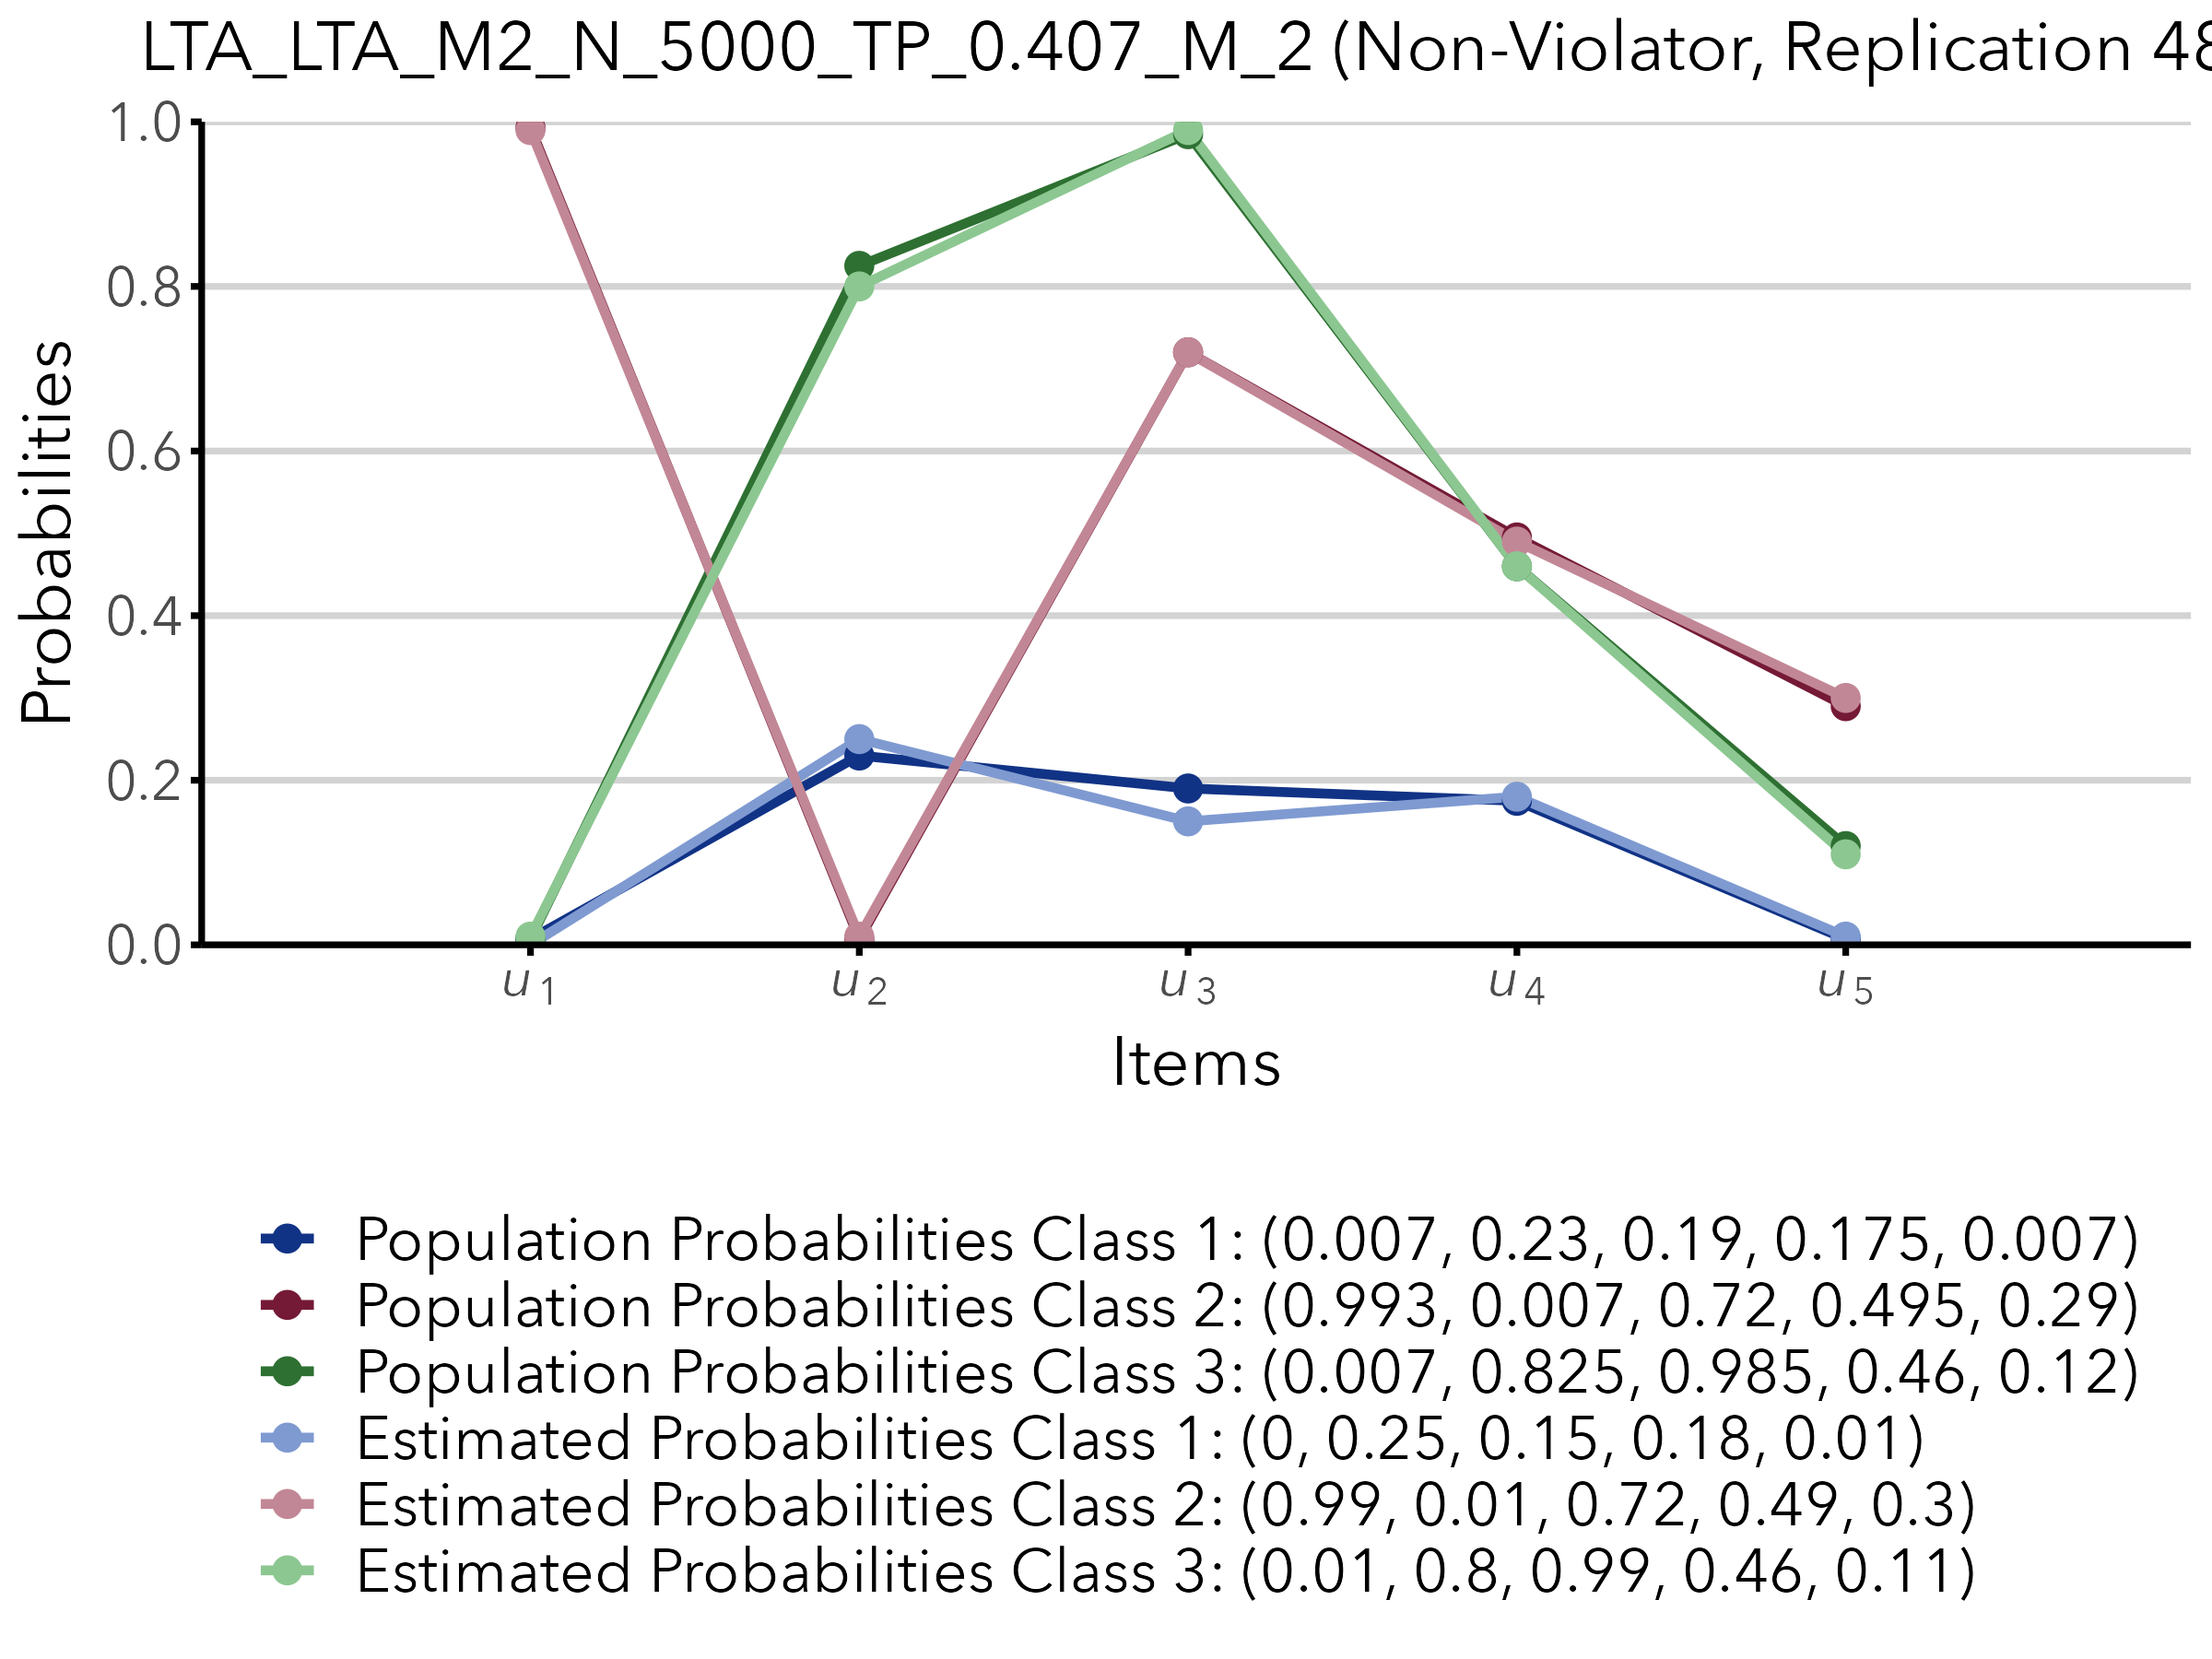 LTA_LTA_M2_N_5000_TP_0.407_M_2 (Non-Violator, Replication 48
1.0
0.8
0.6
0.4
0.2
0.0
Probabilities
u1 u2 u3 u4 u5
Items
Population Probabilities Class 1: (0.007, 0.23, 0.19, 0.175, 0.007)
Population Probabilities Class 2: (0.993, 0.007, 0.72, 0.495, 0.29)
Population Probabilities Class 3: (0.007, 0.825, 0.985, 0.46, 0.12)
Estimated Probabilities Class 1: (0, 0.25, 0.15, 0.18, 0.01)
Estimated Probabilities Class 2: (0.99, 0.01, 0.72, 0.49, 0.3)
Estimated Probabilities Class 3: (0.01, 0.8, 0.99, 0.46, 0.11)